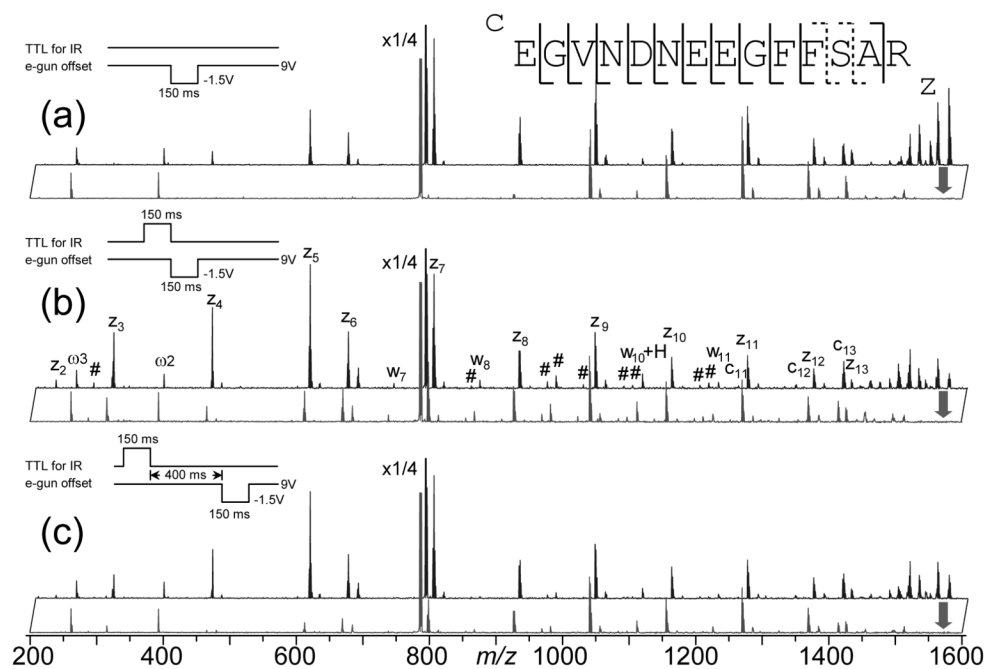 TTL for IR
e-gun offset
9V
-1.5V
150 ms
(a)
x1/4
C
EGVNDNEEGFFSAR
Z
150 ms
TTL for IR
e-gun offset
9V
-1.5V
150 ms
(b)
x1/4
z2
ω3
#
z3
ω2
z4
z5
z6
w7
z7
#
w8
z8
#
#
#
z9
#
#
w10+H
z10
#
#
w11
c11
z11
c12
z12
c13
z13
150 ms
TTL for IR
400 ms
e-gun offset
9V
-1.5V
150 ms
(c)
x1/4
200 400 600 800 m/z 1000 1200 1400 1600